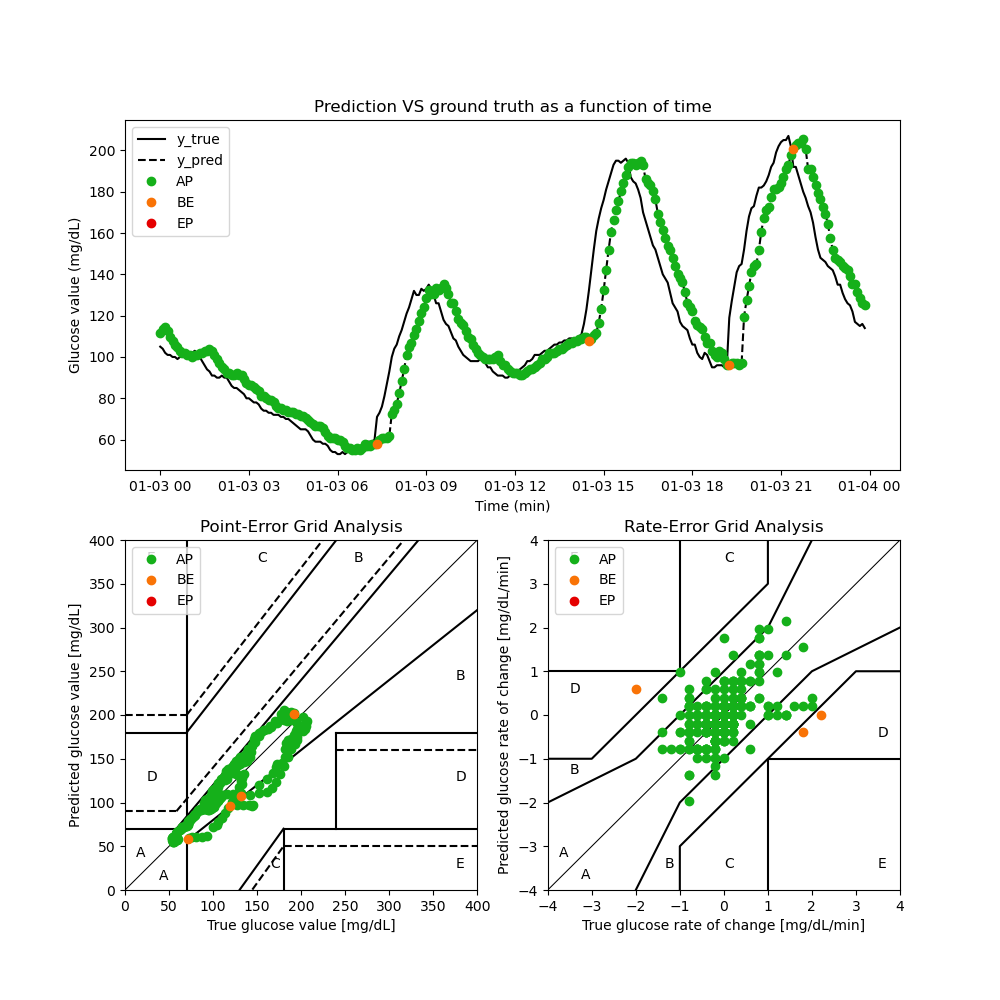 Prediction VS ground truth as a function of time
Glucose value (mg/dL)
200
180
160
140
120
100
80
60
y_true
y_pred
AP
BE
EP
01-03 00 01-03 03 01-03 06 01-03 09 01-03 12 01-03 15 01-03 18 01-03 21 01-04 00
Time (min)
Point-Error Grid Analysis
Predicted glucose value [mg/dL]
400
350
300
250
200
150
100
50
0
AP
BE
EP
C
B
B
D
D
A
A
C
E
0 50 100 150 200 250 300 350 400
True glucose value [mg/dL]
Rate-Error Grid Analysis
Predicted glucose rate of change [mg/dL/min]
4
3
2
1
0
−1
−2
−3
−4
AP
BE
EP
C
D
D
B
A
A
B
C
E
−4 −3 −2 −1 0 1 2 3 4
True glucose rate of change [mg/dL/min]